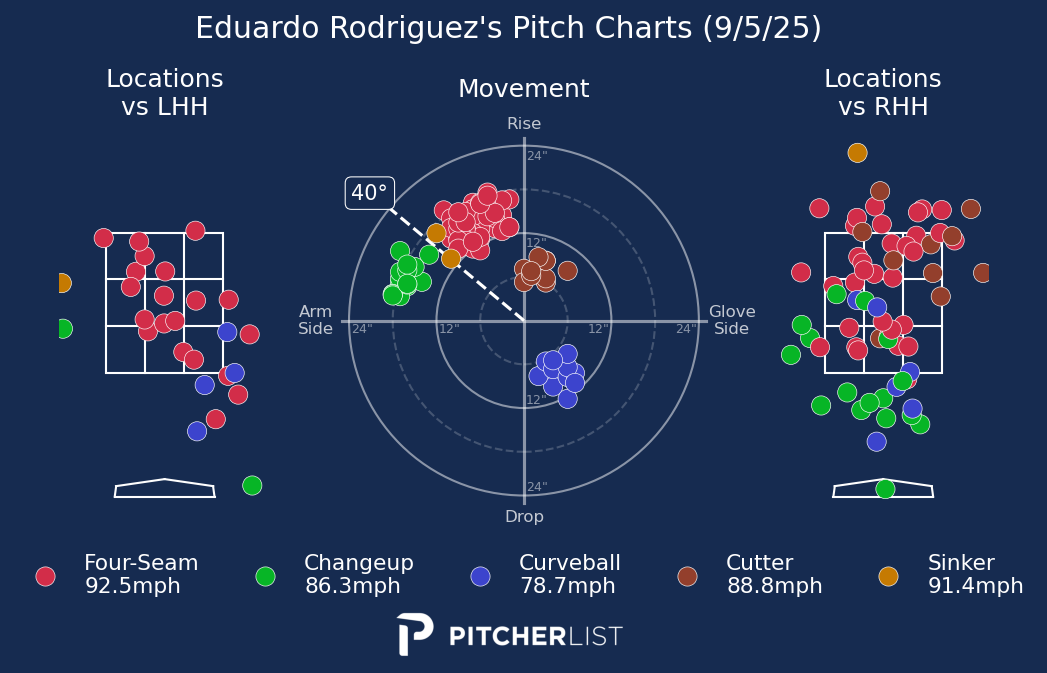 Eduardo Rodriguez's Pitch Charts (9/5/25)
Locations
vs LHH
Movement
Locations
vs RHH
Rise
24"
40°
12"
Arm
Side
24"
12"
12"
24"
Glove
Side
12"
24"
Drop
Four-Seam
92.5mph
Changeup
86.3mph
Curveball
78.7mph
Cutter
88.8mph
Sinker
91.4mph
PITCHERLIST